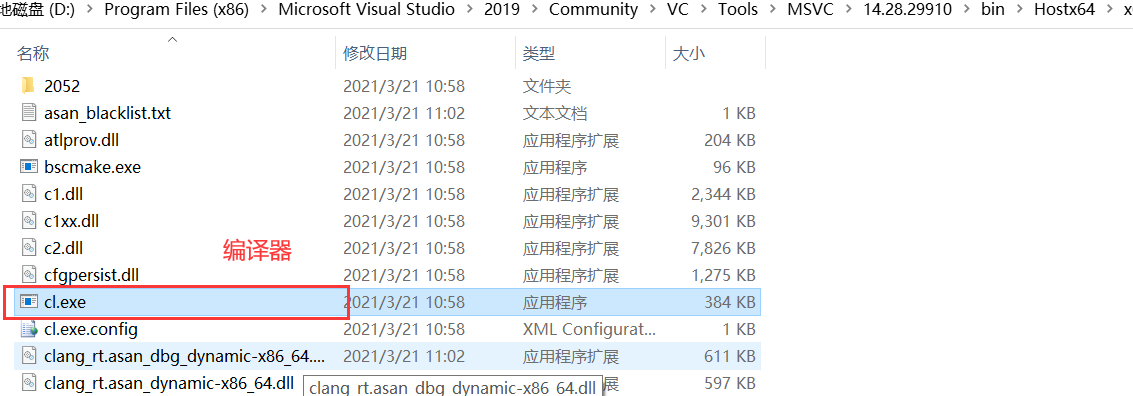 地磁盘 (D:) > Program Files (x86) > Microsoft Visual Studio > 2019 > Community > VC > Tools > MSVC > 14.28.29910 > bin > Hostx64 > x
名称 修改日期 类型 大小
2052 2021/3/21 10:58 文件夹
asan_blacklist.txt 2021/3/21 11:02 文本文档 1 KB
atlprov.dll 2021/3/21 10:58 应用程序扩展 204 KB
bscmake.exe 2021/3/21 10:58 应用程序 96 KB
c1.dll 2021/3/21 10:58 应用程序扩展 2,344 KB
c1xx.dll 2021/3/21 10:58 应用程序扩展 9,301 KB
c2.dll 2021/3/21 10:58 应用程序扩展 7,826 KB
编译器
cfgpersist.dll 2021/3/21 10:58 应用程序扩展 1,275 KB
cl.exe 2021/3/21 10:58 应用程序 384 KB
cl.exe.config 2021/3/21 10:58 XML Configurat... 1 KB
clang_rt.asan_dbg_dynamic-x86_64.... 2021/3/21 11:02 应用程序扩展 611 KB
clang_rt.asan_dynamic-x86_64.dll 展 597 KB
clang_rt.asan_dbg_dynamic-x86_64.dll